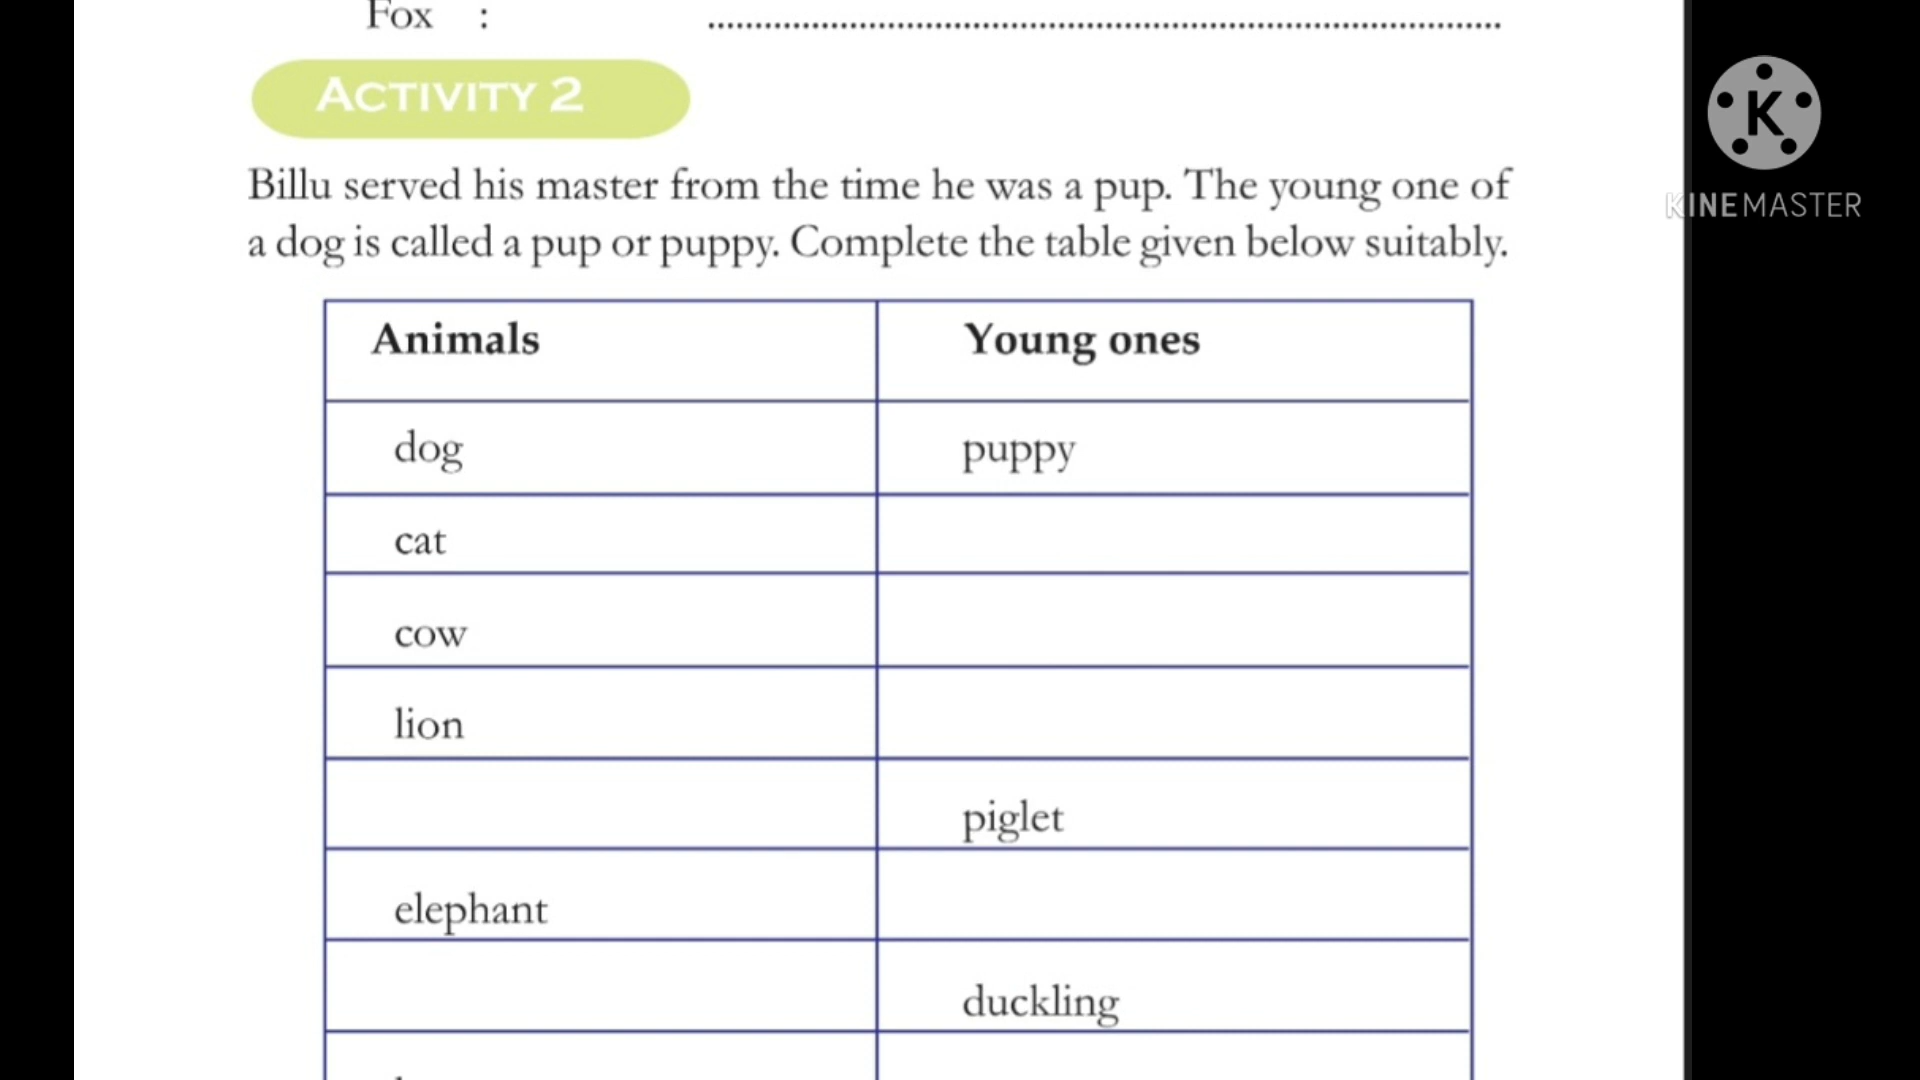 Fox :
ACTIVITY 2
Billu served his master from the time he was a pup. The young one of
a dog is called a pup or puppy. Complete the table given below suitably.
Animals Young ones
dog puppy
cat
cow
lion
piglet
elephant
duckling
K
KINEMASTER